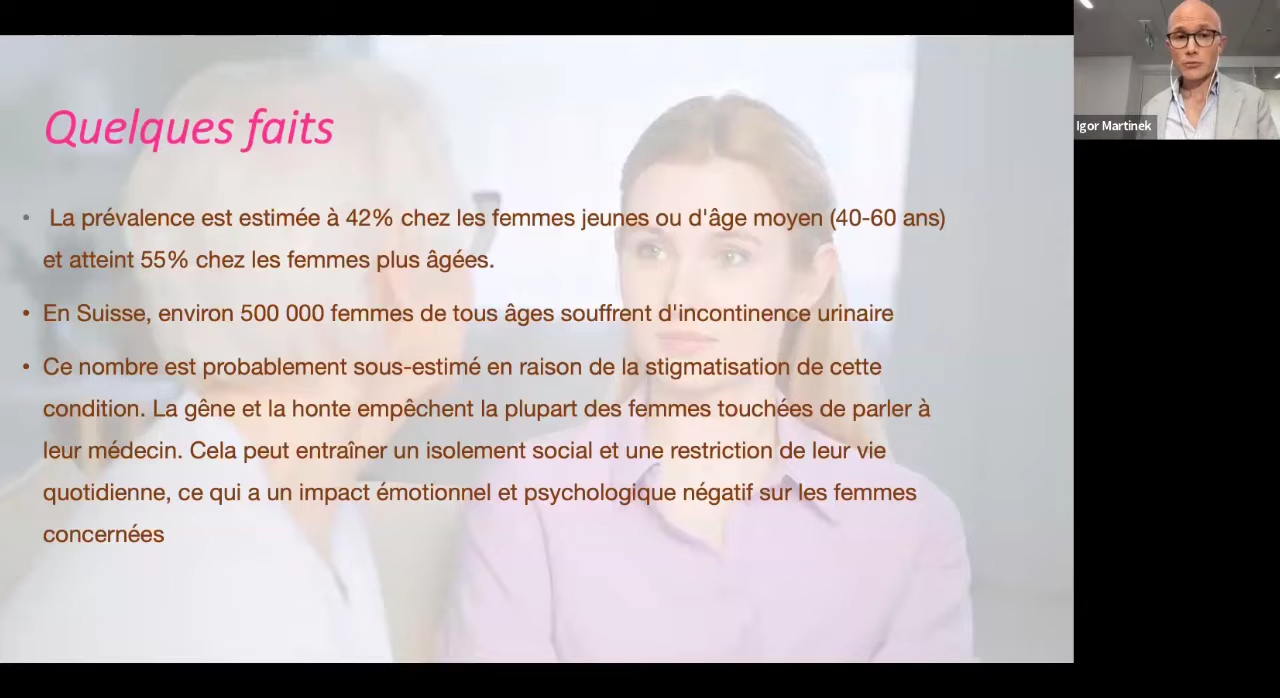 Quelques faits
• La prévalence est estimée à 42% chez les femmes jeunes ou d'âge moyen (40-60 ans)
et atteint 55% chez les femmes plus âgées.
• En Suisse, environ 500 000 femmes de tous âges souffrent d'incontinence urinaire
• Ce nombre est probablement sous-estimé en raison de la stigmatisation de cette
condition. La gêne et la honte empêchent la plupart des femmes touchées de parler à
leur médecin. Cela peut entraîner un isolement social et une restriction de leur vie
quotidienne, ce qui a un impact émotionnel et psychologique négatif sur les femmes
concernées
Igor Martinek